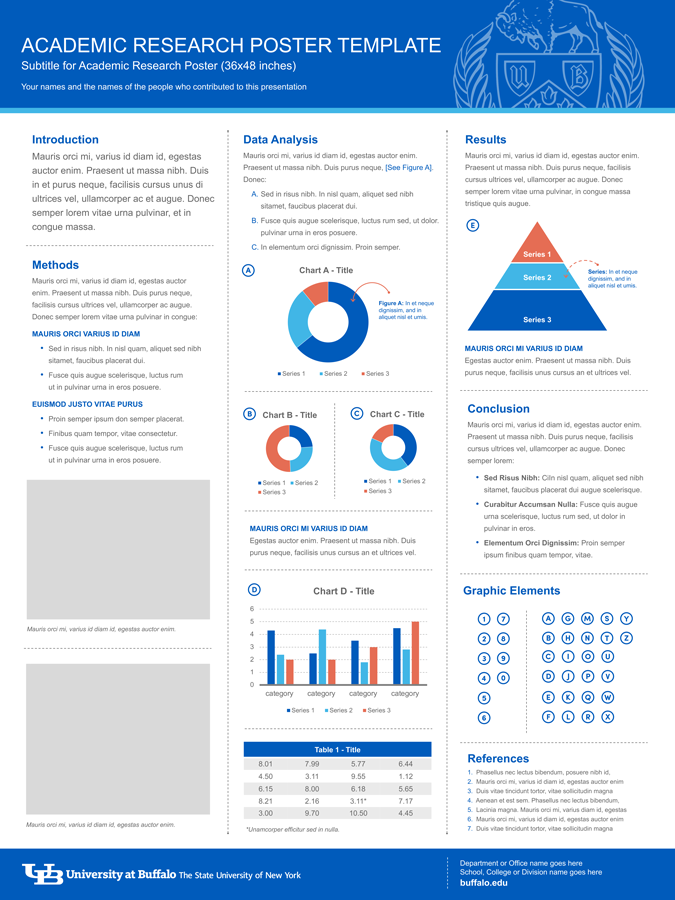 ACADEMIC RESEARCH POSTER TEMPLATE
Subtitle for Academic Research Poster (36x48 inches)
Your names and the names of the people who contributed to this presentation
U B
Introduction
Mauris orci mi, varius id diam id, egestas
auctor enim. Praesent ut massa nibh. Duis
in et purus neque, facilisis cursus unus di
ultrices vel, ullamcorper ac et augue. Donec
semper lorem vitae urna pulvinar, et in
congue massa.
Methods
Mauris orci mi, varius id diam id, egestas auctor
enim. Praesent ut massa nibh. Duis purus neque,
facilisis cursus ultrices vel, ullamcorper ac augue.
Donec semper lorem vitae urna pulvinar in congue:
MAURIS ORCI VARIUS ID DIAM
• Sed in risus nibh. In nisl quam, aliquet sed nibh
sitamet, faucibus placerat dui.
• Fusce quis augue scelerisque, luctus rum
ut in pulvinar urna in eros posuere.
EUISMOD JUSTO VITAE PURUS
• Proin semper ipsum don semper placerat.
• Finibus quam tempor, vitae consectetur.
• Fusce quis augue scelerisque, luctus rum
ut in pulvinar urna in eros posuere.
Mauris orci mi, varius id diam id, egestas auctor enim.
Mauris orci mi, varius id diam id, egestas auctor enim.
Data Analysis
Mauris orci mi, varius id diam id, egestas auctor enim.
Praesent ut massa nibh. Duis purus neque, [See Figure A].
Donec:
A. Sed in risus nibh. In nisl quam, aliquet sed nibh
sitamet, faucibus placerat dui.
B. Fusce quis augue scelerisque, luctus rum sed, ut dolor.
pulvinar urna in eros posuere.
C. In elementum orci dignissim. Proin semper.
A
Chart A - Title
Figure A: In et neque
dignissim, and in
aliquet nisl et umis.
Series 1 Series 2 Series 3
B
Chart B - Title
Series 1 Series 2
Series 3
C
Chart C - Title
Series 1 Series 2
Series 3
MAURIS ORCI MI VARIUS ID DIAM
Egestas auctor enim. Praesent ut massa nibh. Duis
purus neque, facilisis unus cursus an et ultrices vel.
D
Chart D - Title
6
5
4
3
2
1
0
category category category category
Series 1 Series 2 Series 3
Table 1 - Title
8.01 7.99 5.77 6.44
4.50 3.11 9.55 1.12
6.15 8.00 6.18 5.65
8.21 2.16 3.11* 7.17
3.00 9.70 10.50 4.45
*Unamcorper efficitur sed in nulla.
Results
Mauris orci mi, varius id diam id, egestas auctor enim.
Praesent ut massa nibh. Duis purus neque, facilisis
cursus ultrices vel, ullamcorper ac augue. Donec
semper lorem vitae urna pulvinar, in congue massa
tristique quis augue.
E
Series 1
Series 2
Series 3
Series: In et neque
dignissim, and in
aliquet nisl et umis.
MAURIS ORCI MI VARIUS ID DIAM
Egestas auctor enim. Praesent ut massa nibh. Duis
purus neque, facilisis unus cursus an et ultrices vel.
Conclusion
Mauris orci mi, varius id diam id, egestas auctor enim.
Praesent ut massa nibh. Duis purus neque, facilisis
cursus ultrices vel, ullamcorper ac augue. Donec
semper lorem:
• Sed Risus Nibh: CiIn nisl quam, aliquet sed nibh
sitamet, faucibus placerat dui augue scelerisque.
• Curabitur Accumsan Nulla: Fusce quis augue
urna scelerisque, luctus rum sed, ut dolor in
pulvinar in eros.
• Elementum Orci Dignissim: Proin semper
ipsum finibus quam tempor, vitae.
Graphic Elements
1 7
2 8
3 9
4 0
5
6
A G M S Y
B H N T Z
C I O U
D J P V
E K Q W
F L R X
References
1. Phasellus nec lectus bibendum, posuere nibh id,
2. Mauris orci mi, varius id diam id, egestas auctor enim
3. Duis vitae tincidunt tortor, vitae sollicitudin magna
4. Aenean et est sem. Phasellus nec lectus bibendum,
5. Lacinia magna. Mauris orci mi, varius diam id, egestas
6. Mauris orci mi, varius id diam id, egestas auctor enim
7. Duis vitae tincidunt tortor, vitae sollicitudin magna
UB University at Buffalo The State University of New York
Department or Office name goes here
School, College or Division name goes here
buffalo.edu